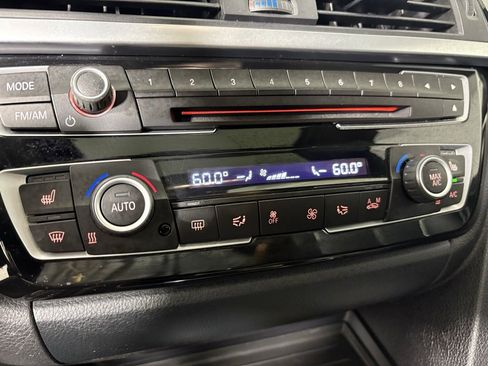 MODE
1 2 3 4 5 6 7 8
FM/AM
60.0° 60.0°
AUTO
MAX
A/C
OFF
A M
A/C